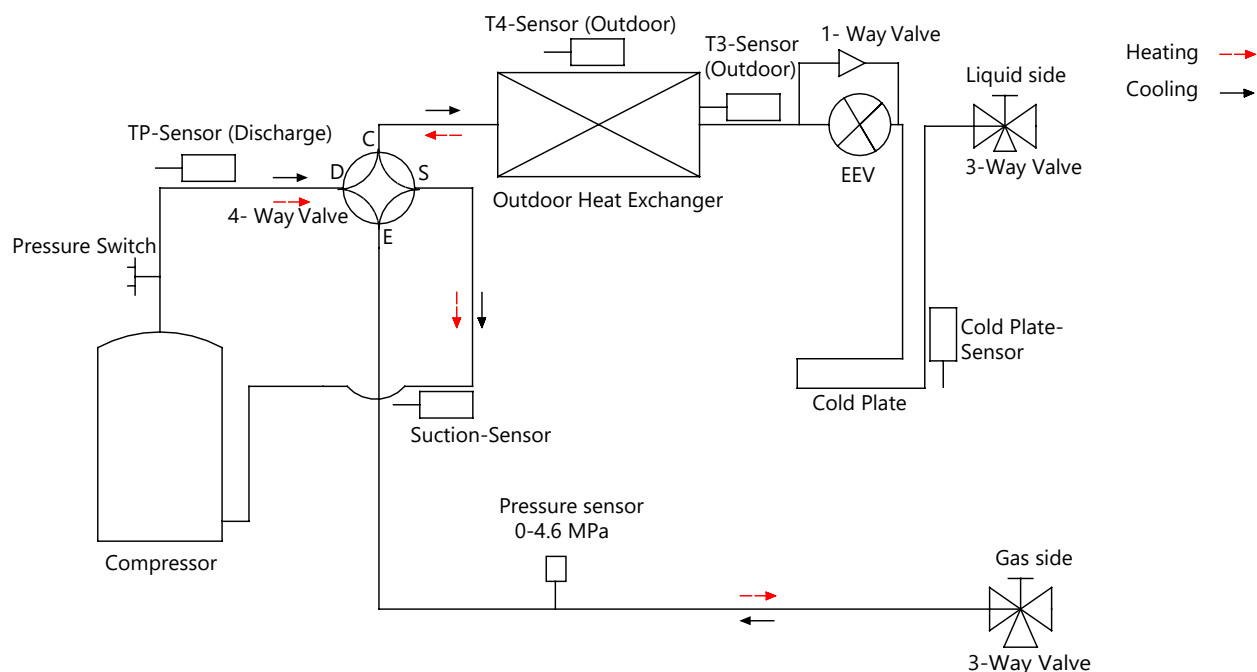 T4-Sensor (Outdoor)
1- Way Valve
T3-Sensor
(Outdoor)
Heating
Cooling
Liquid side
3-Way Valve
TP-Sensor (Discharge)
C
D
S
E
4- Way Valve
EEV
Outdoor Heat Exchanger
Pressure Switch
Cold Plate-
Sensor
Cold Plate
Suction-Sensor
Pressure sensor
0-4.6 MPa
Compressor
Gas side
3-Way Valve